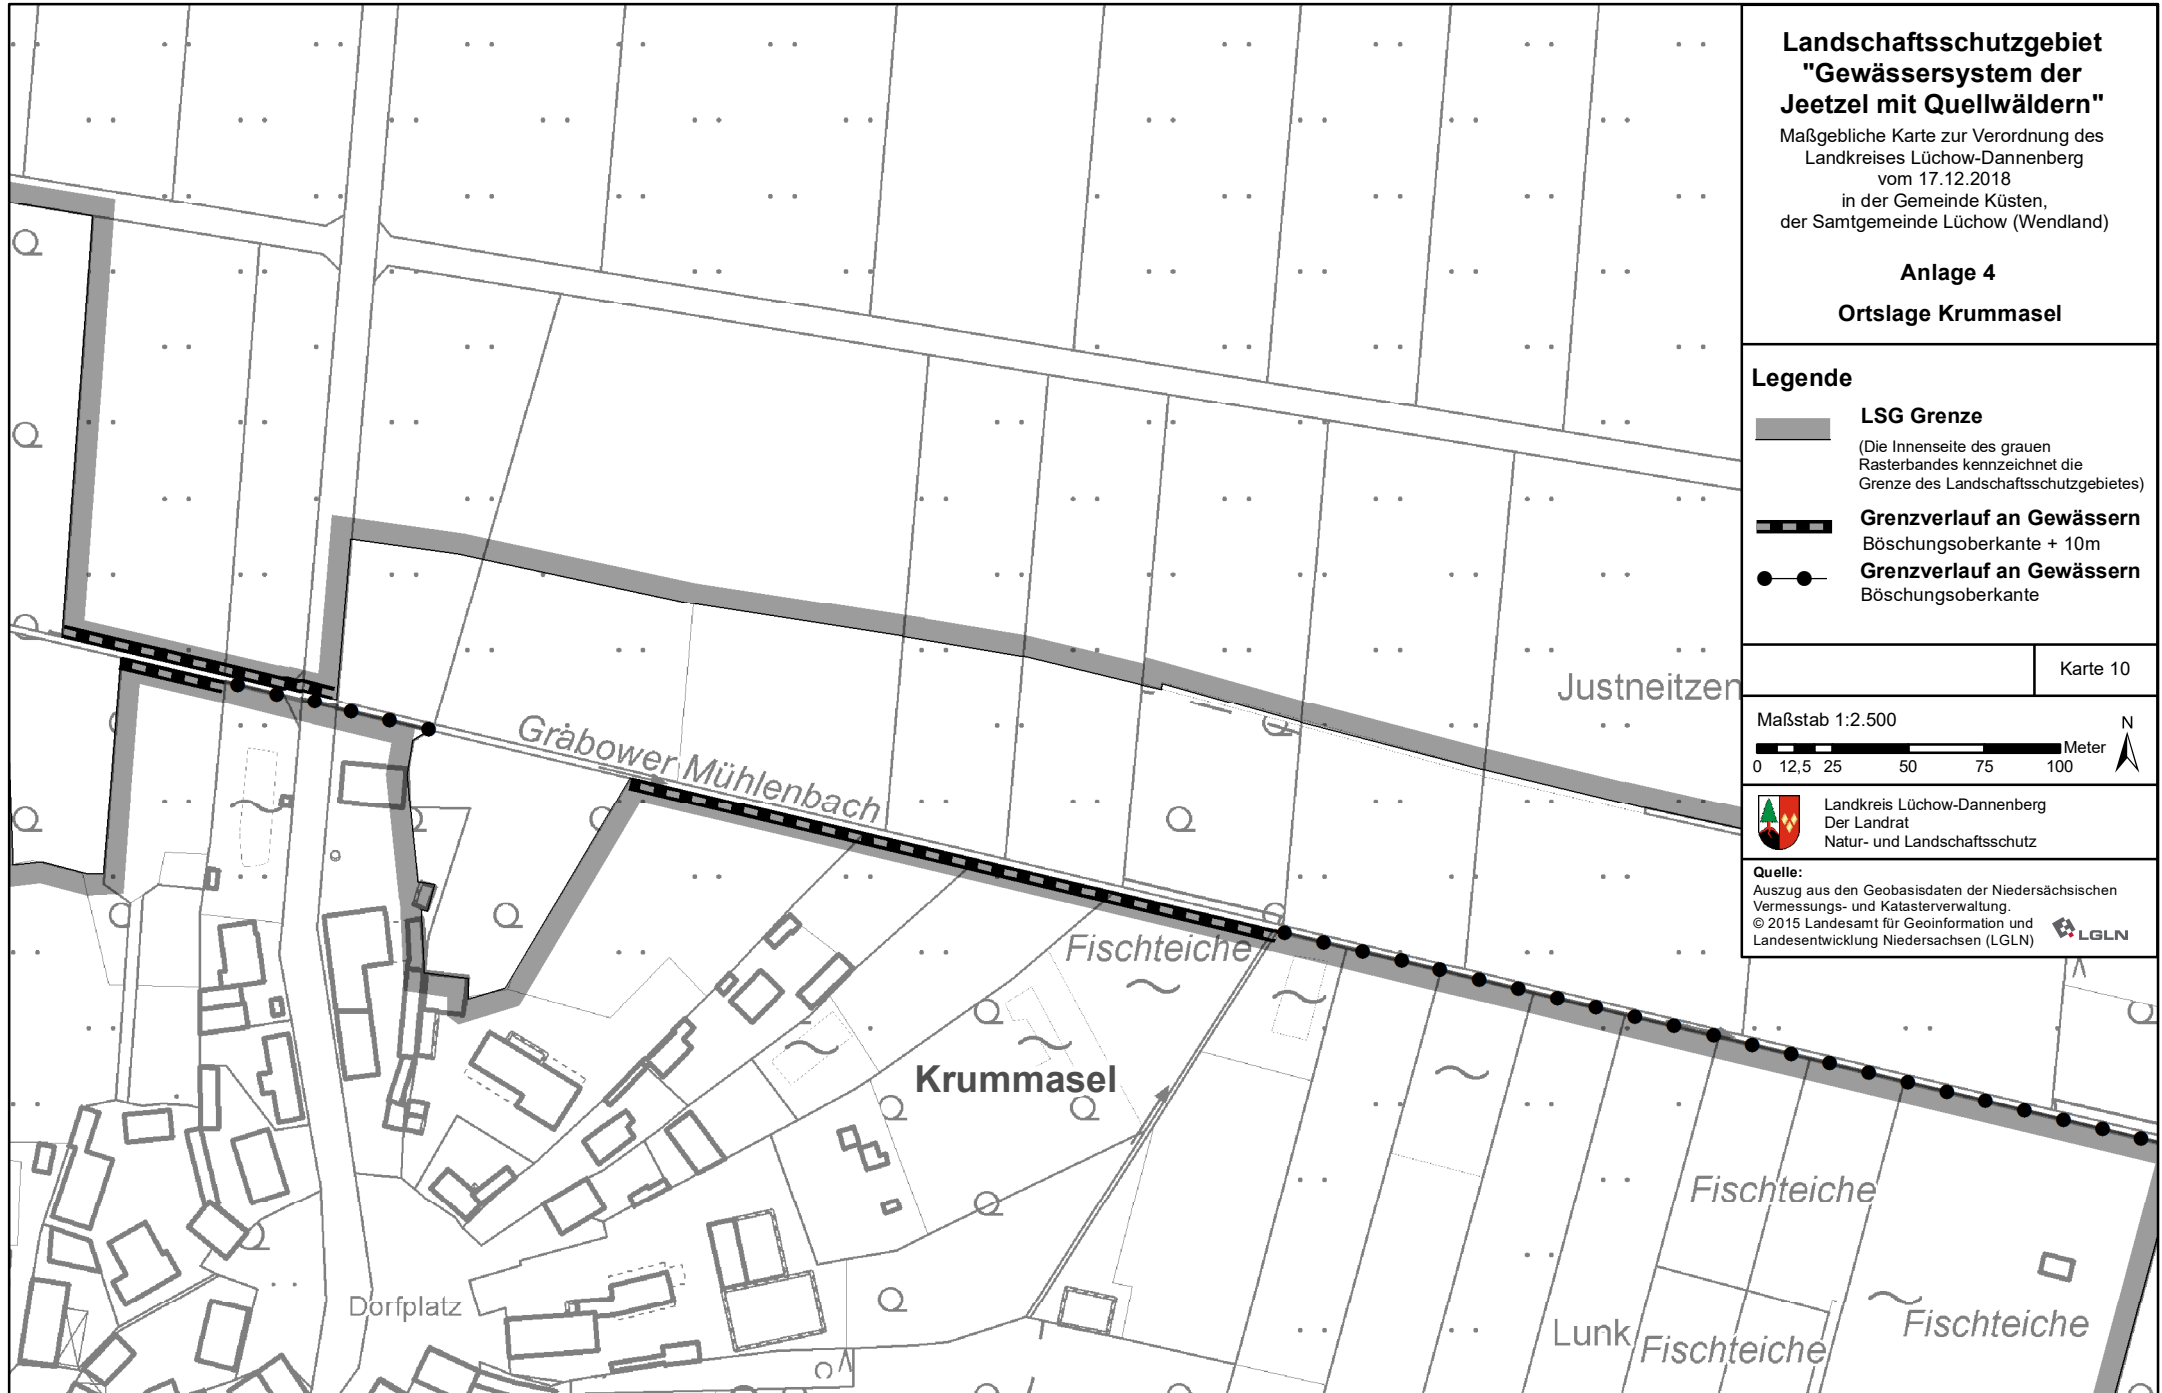 Landschaftsschutzgebiet
"Gewässersystem der
Jeetzel mit Quellwäldern"
Maßgebliche Karte zur Verordnung des
Landkreises Lüchow-Dannenberg
vom 17.12.2018
in der Gemeinde Küsten,
der Samtgemeinde Lüchow (Wendland)
Anlage 4
Ortslage Krummasel
Legende
LSG Grenze
(Die Innenseite des grauen
Rasterbandes kennzeichnet die
Grenze des Landschaftsschutzgebietes)
Grenzverlauf an Gewässern
Böschungsoberkante + 10m
Grenzverlauf an Gewässern
Böschungsoberkante
Karte 10
Maßstab 1:2.500
N
Meter
0 12,5 25 50 75 100
Landkreis Lüchow-Dannenberg
Der Landrat
Natur- und Landschaftsschutz
Quelle:
Auszug aus den Geobasisdaten der Niedersächsischen
Vermessungs- und Katasterverwaltung.
© 2015 Landesamt für Geoinformation und
Landesentwicklung Niedersachsen (LGLN)
LGLN
Justneitzen
Grabower Mühlenbach
Fischteiche
Krummasel
Fischteiche
Dorfplatz
Lunk
Fischteiche
Fischteiche